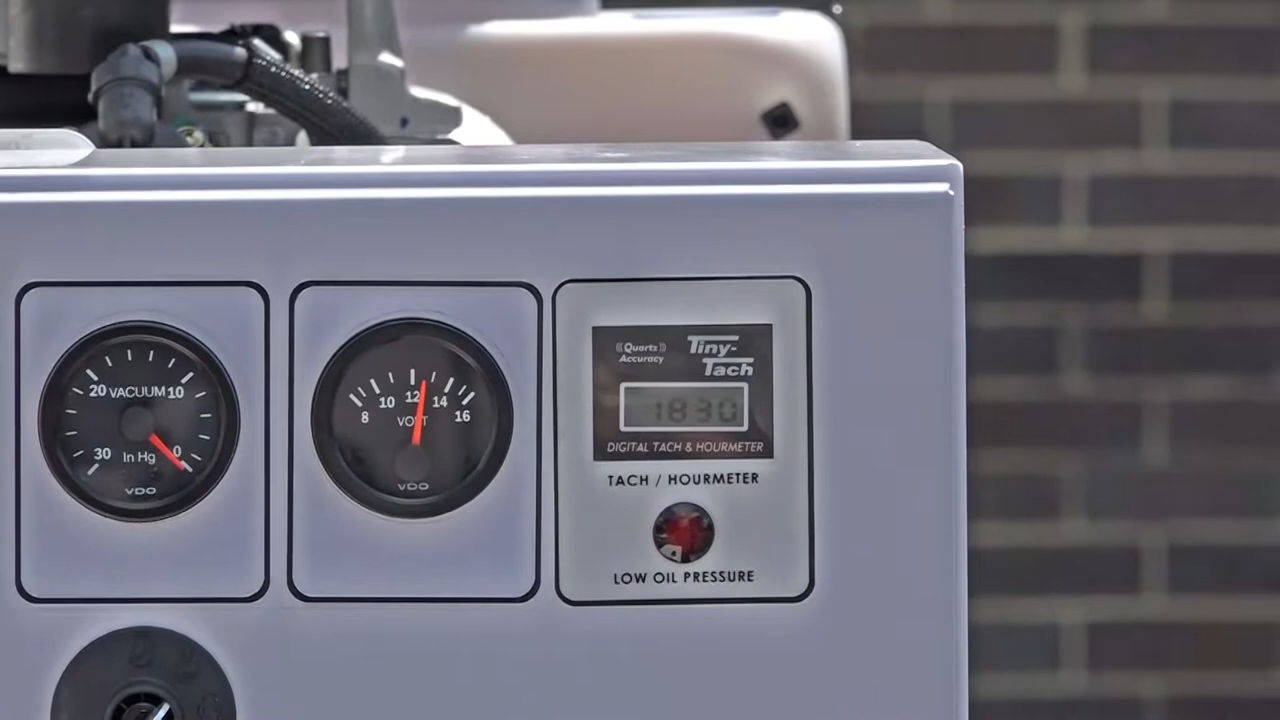 20 VACUUM 10
30 In Hg 0
VDO
8 10 12 14 16
VOLT
VDO
Quartz
Accuracy
Tiny-
Tach
1830
DIGITAL TACH & HOURMETER
TACH / HOURMETER
LOW OIL PRESSURE